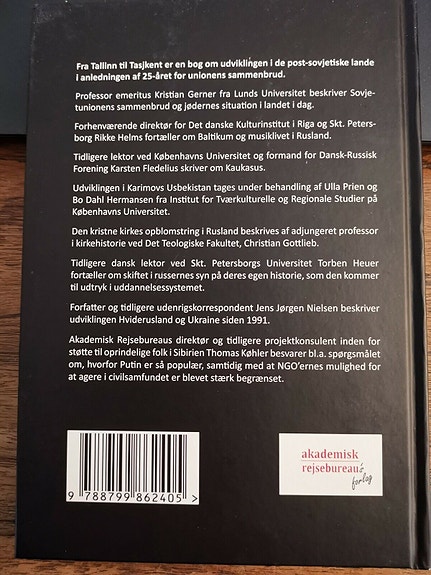 Fra Tallinn til Tasjkent er en bog om udviklingen i de post-sovjetiske lande
i anledningen af 25-året for unionens sammenbrud.
Professor emeritus Kristian Gerner fra Lunds Universitet beskriver Sovje-
tunionens sammenbrud og jødernes situation i landet i dag.
Forhenværende direktør for Det danske Kulturinstitut i Riga og Skt. Peters-
borg Rikke Helms fortæller om Baltikum og musiklivet i Rusland.
Tidligere lektor ved Københavns Universitet og formand for Dansk-Russisk
Forening Karsten Fledelius skriver om Kaukasus.
Udviklingen i Karimovs Usbekistan tages under behandling af Ulla Prien og
Bo Dahl Hermansen fra Institut for Tværkulturelle og Regionale Studier på
Københavns Universitet.
Den kristne kirkes opblomstring i Rusland beskrives af adjungeret professor
i kirkehistorie ved Det Teologiske Fakultet, Christian Gottlieb.
Tidligere dansk lektor ved Skt. Petersborgs Universitet Torben Heuer
fortæller om skiftet i russernes syn på deres egen historie, som den kommer
til udtryk i uddannelsessystemet.
Forfatter og tidligere udenrigskorrespondent Jens Jørgen Nielsen beskriver
udviklingen Hviderusland og Ukraine siden 1991.
Akademisk Rejsebureaus direktør og tidligere projektkonsulent inden for
støtte til oprindelige folk i Sibirien Thomas Køhler besvarer bl.a. spørgsmålet
om, hvorfor Putin er så populær, samtidig med at NGO'ernes mulighed for
at agere i civilsamfundet er blevet stærk begrænset.
9 788799 862405 >
akademisk
rejsebureau's
forlag